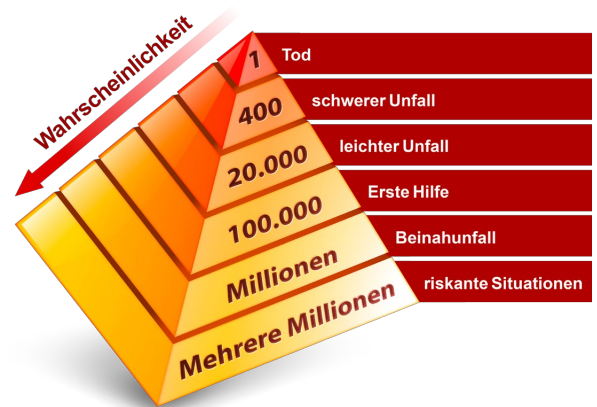 Wahrscheinlichkeit
1 Tod
400 schwerer Unfall
20.000 leichter Unfall
100.000 Erste Hilfe
Millionen Beinahunfall
Mehrere Millionen riskante Situationen